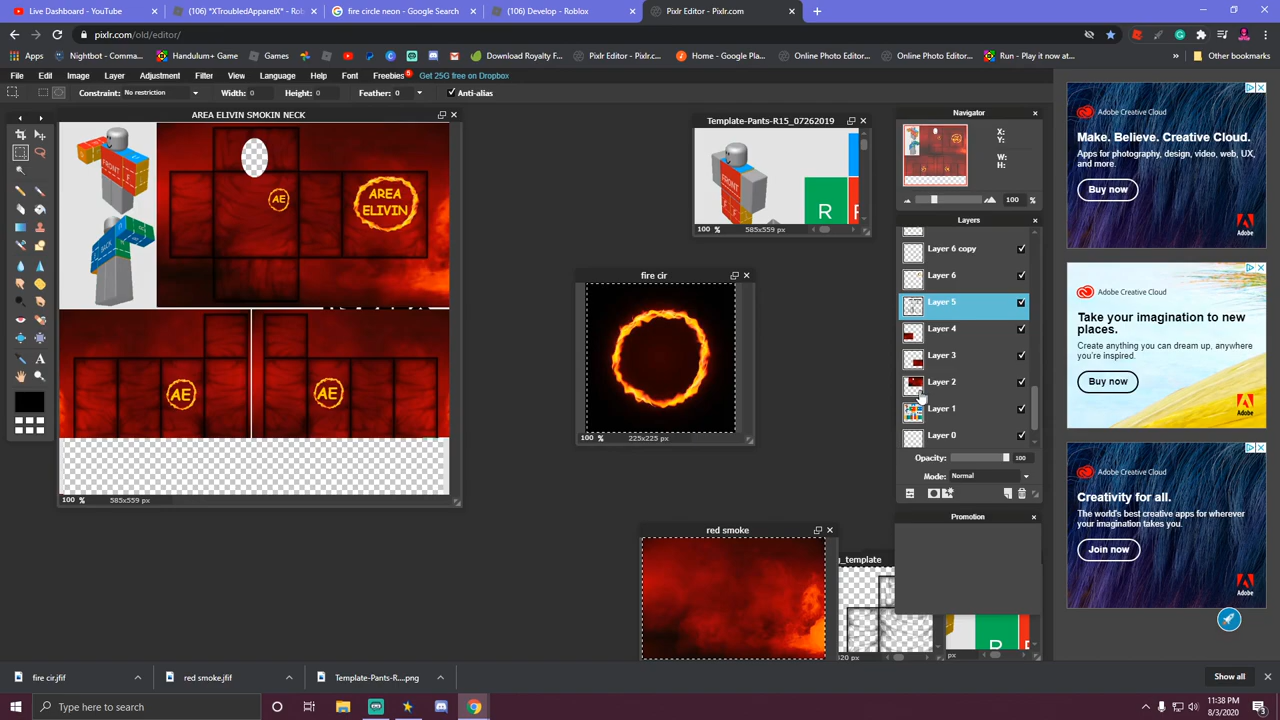 Live Dashboard - YouTube
(106) *XTroubledApparelX* - Rob
fire circle neon - Google Search
(106) Develop - Roblox
Pixlr Editor - Pixlr.com
pixlr.com/old/editor/
Apps
Nightbot - Comma...
Handulum+ Game
Games
Download Royalty F...
Pixlr Editor - Pixlr.c...
Home - Google Pla...
Online Photo Editor...
Online Photo Editor...
Run - Play it now at...
»
Other bookmarks
File
Edit
Image
Layer
Adjustment
Filter
View
Language
Help
Font
Freebies
Get 25G free on Dropbox
Constraint: No restriction
Width: 0
Height: 0
Feather: 0
Anti-alias
AREA ELIVIN SMOKIN NECK
FRONT
BACK
AE
AREA
ELIVIN
AE
AE
100 %
585x559 px
Template-Pants-R15_07262019
FRONT
R
100 %
585x559 px
fire cir
100 %
225x225 px
red smoke
g_template
R
px
Navigator
X:
Y:
W:
H:
100 %
Layers
Layer 6 copy
Layer 6
Layer 5
Layer 4
Layer 3
Layer 2
Layer 1
Layer 0
Opacity:
100
Mode: Normal
Promotion
Adobe Creative Cloud
Make. Believe. Creative Cloud.
Apps for photography, design, video, web, UX, and more.
Buy now
Adobe Creative Cloud
Take your imagination to new places.
Create anything you can dream up, anywhere you're inspired.
Buy now
Adobe Creative Cloud
Creativity for all.
The world's best creative apps for wherever your imagination takes you.
Join now
fire cir.jfif
red smoke.jfif
Template-Pants-R....png
Show all
Type here to search
11:38 PM
8/3/2020